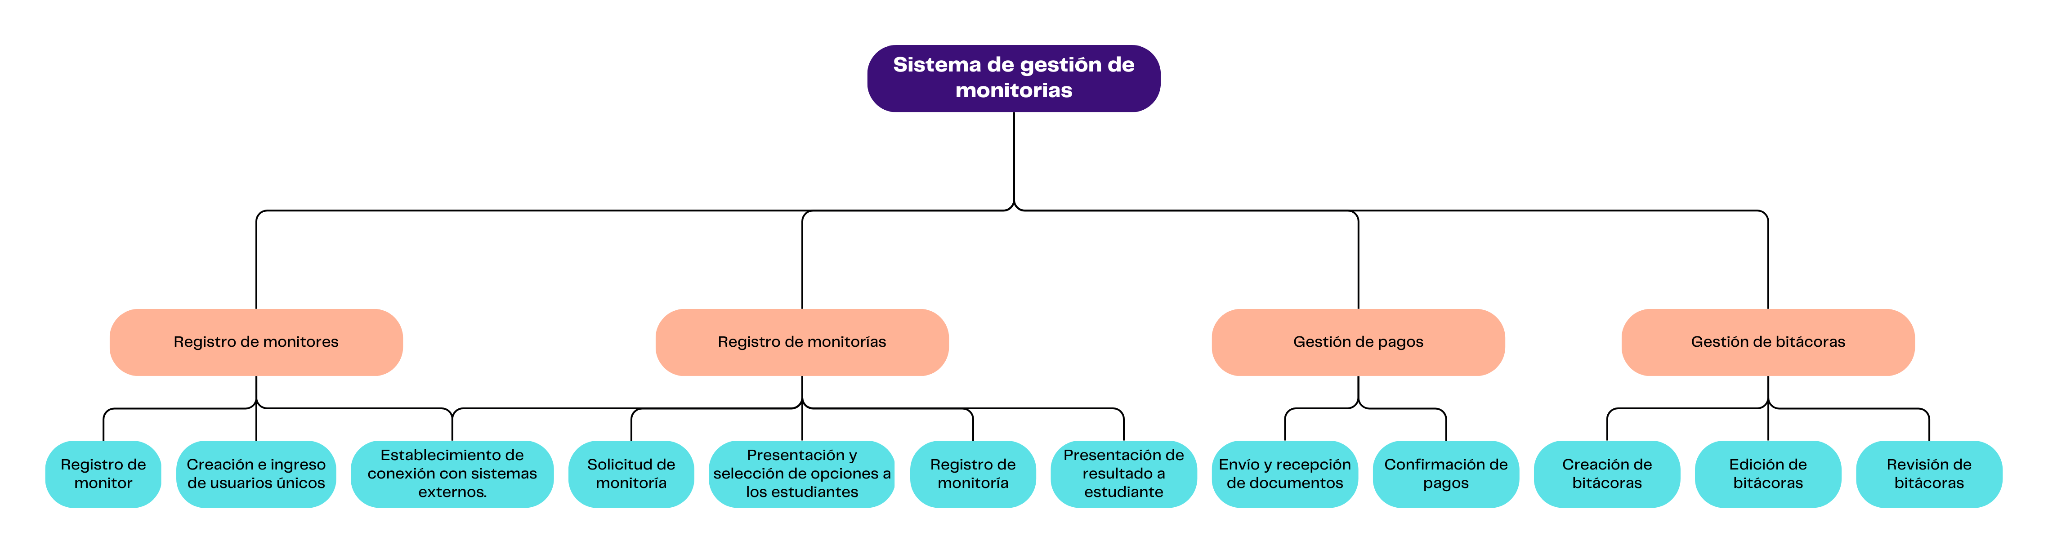 Sistema de gestión de
monitorias
Registro de monitores
Registro de monitorías
Gestión de pagos
Gestión de bitácoras
Registro de
monitor
Creación e ingreso
de usuarios únicos
Establecimiento de
conexión con sistemas
externos.
Solicitud de
monitoría
Presentación y
selección de opciones a
los estudiantes
Registro de
monitoría
Presentación de
resultado a
estudiante
Envío y recepción
de documentos
Confirmación de
pagos
Creación de
bitácoras
Edición de
bitácoras
Revisión de
bitácoras